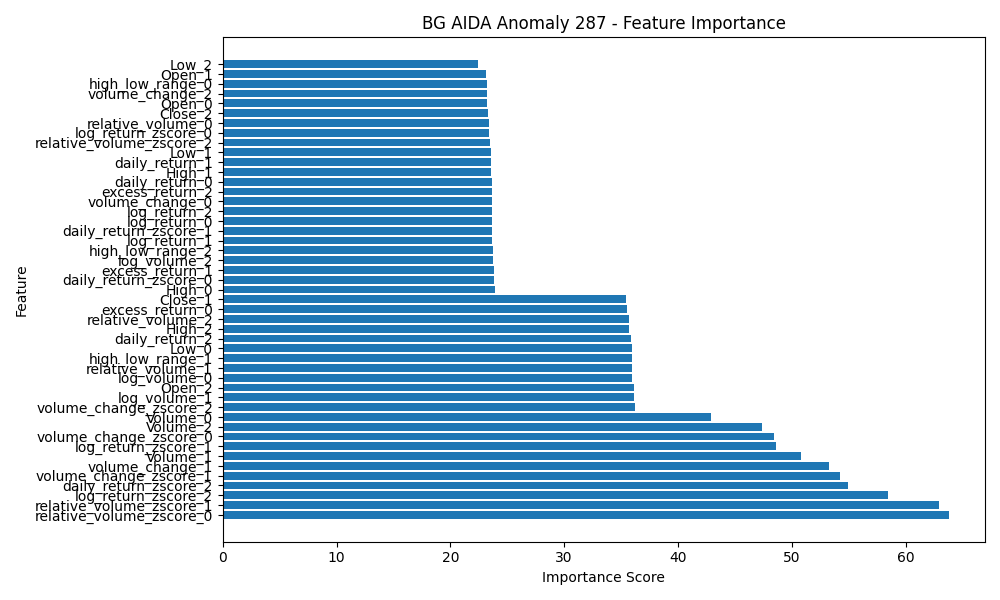 BG AIDA Anomaly 287 - Feature Importance
Low_2
Open_1
high_low_range_0
volume_change_2
Open_0
Close_2
relative_volume_0
log_return_zscore_0
relative_volume_zscore_2
Low_1
daily_return_1
High_1
daily_return_0
excess_return_2
volume_change_0
log_return_2
log_return_0
daily_return_zscore_1
log_return_1
high_low_range_2
log_volume_2
excess_return_1
daily_return_zscore_0
High_0
Close_1
excess_return_0
relative_volume_2
High_2
daily_return_2
Low_0
high_low_range_1
relative_volume_1
log_volume_0
Open_2
log_volume_1
volume_change_zscore_2
Volume_0
Volume_2
volume_change_zscore_0
log_return_zscore_1
Volume_1
volume_change_1
volume_change_zscore_1
daily_return_zscore_2
log_return_zscore_2
relative_volume_zscore_1
relative_volume_zscore_0
Feature
0 10 20 30 40 50 60
Importance Score